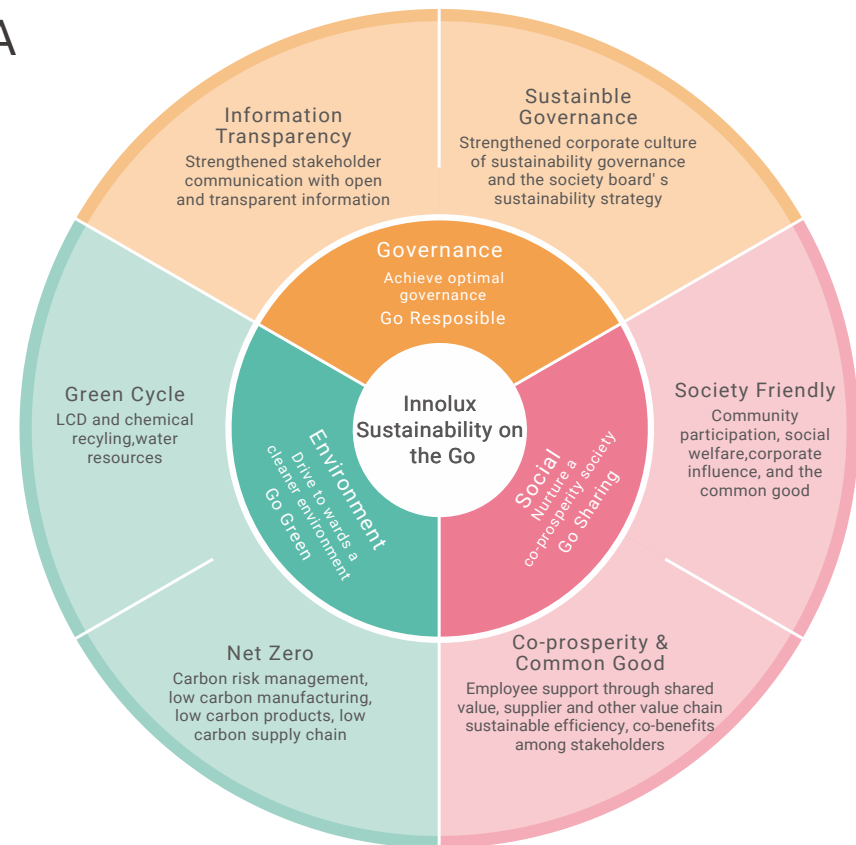 A
Information
Transparency
Strengthened stakeholder
communication with open
and transparent information
Sustainble
Governance
Strengthened corporate culture
of sustainability governance
and the society board' s
sustainability strategy
Governance
Achieve optimal
governance
Go Resposible
Green Cycle
LCD and chemical
recyling,water
resources
Environment
Drive to wards a
cleaner environment
Go Green
Innolux
Sustainability on
the Go
Social
Nurture a
co-prosperity society
Go Sharing
Society Friendly
Community
participation, social
welfare,corporate
influence, and the
common good
Net Zero
Carbon risk management,
low carbon manufacturing,
low carbon products, low
carbon supply chain
Co-prosperity &
Common Good
Employee support through shared
value, supplier and other value chain
sustainable efficiency, co-benefits
among stakeholders